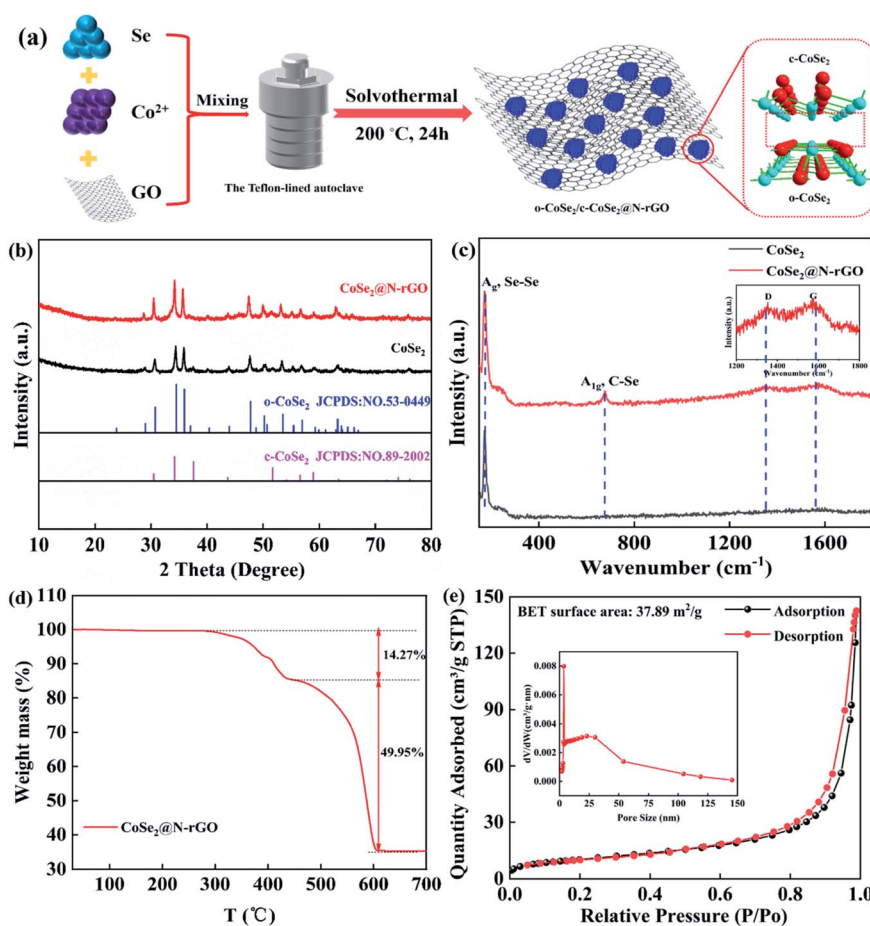 (a)
Se
Co²⁺
GO
Mixing
The Teflon-lined autoclave
Solvothermal
200 °C, 24h
o-CoSe₂/c-CoSe₂@N-rGO
c-CoSe₂
o-CoSe₂
(b)
CoSe₂@N-rGO
CoSe₂
o-CoSe₂ JCPDS:NO.53-0449
c-CoSe₂ JCPDS:NO.89-2002
Intensity (a.u.)
10 20 30 40 50 60 70 80
2 Theta (Degree)
(c)
CoSe₂
CoSe₂@N-rGO
A_g, Se-Se
A_1g, C-Se
D
G
Intensity (a.u.)
1200 1400 1600 1800
Wavenumber (cm⁻¹)
Intensity (a.u.)
400 800 1200 1600
Wavenumber (cm⁻¹)
(d)
110
100
90
80
70
60
50
40
30
Weight mass (%)
14.27%
49.95%
CoSe₂@N-rGO
100 200 300 400 500 600 700
T (℃)
(e)
150
120
90
60
30
0
Quantity Adsorbed (cm³/g STP)
BET surface area: 37.89 m²/g
Adsorption
Desorption
0.008
0.006
0.004
0.002
0.000
dV/dW(cm³/g·nm)
0 25 50 75 100 125 150
Pore Size (nm)
0.0 0.2 0.4 0.6 0.8 1.0
Relative Pressure (P/Po)